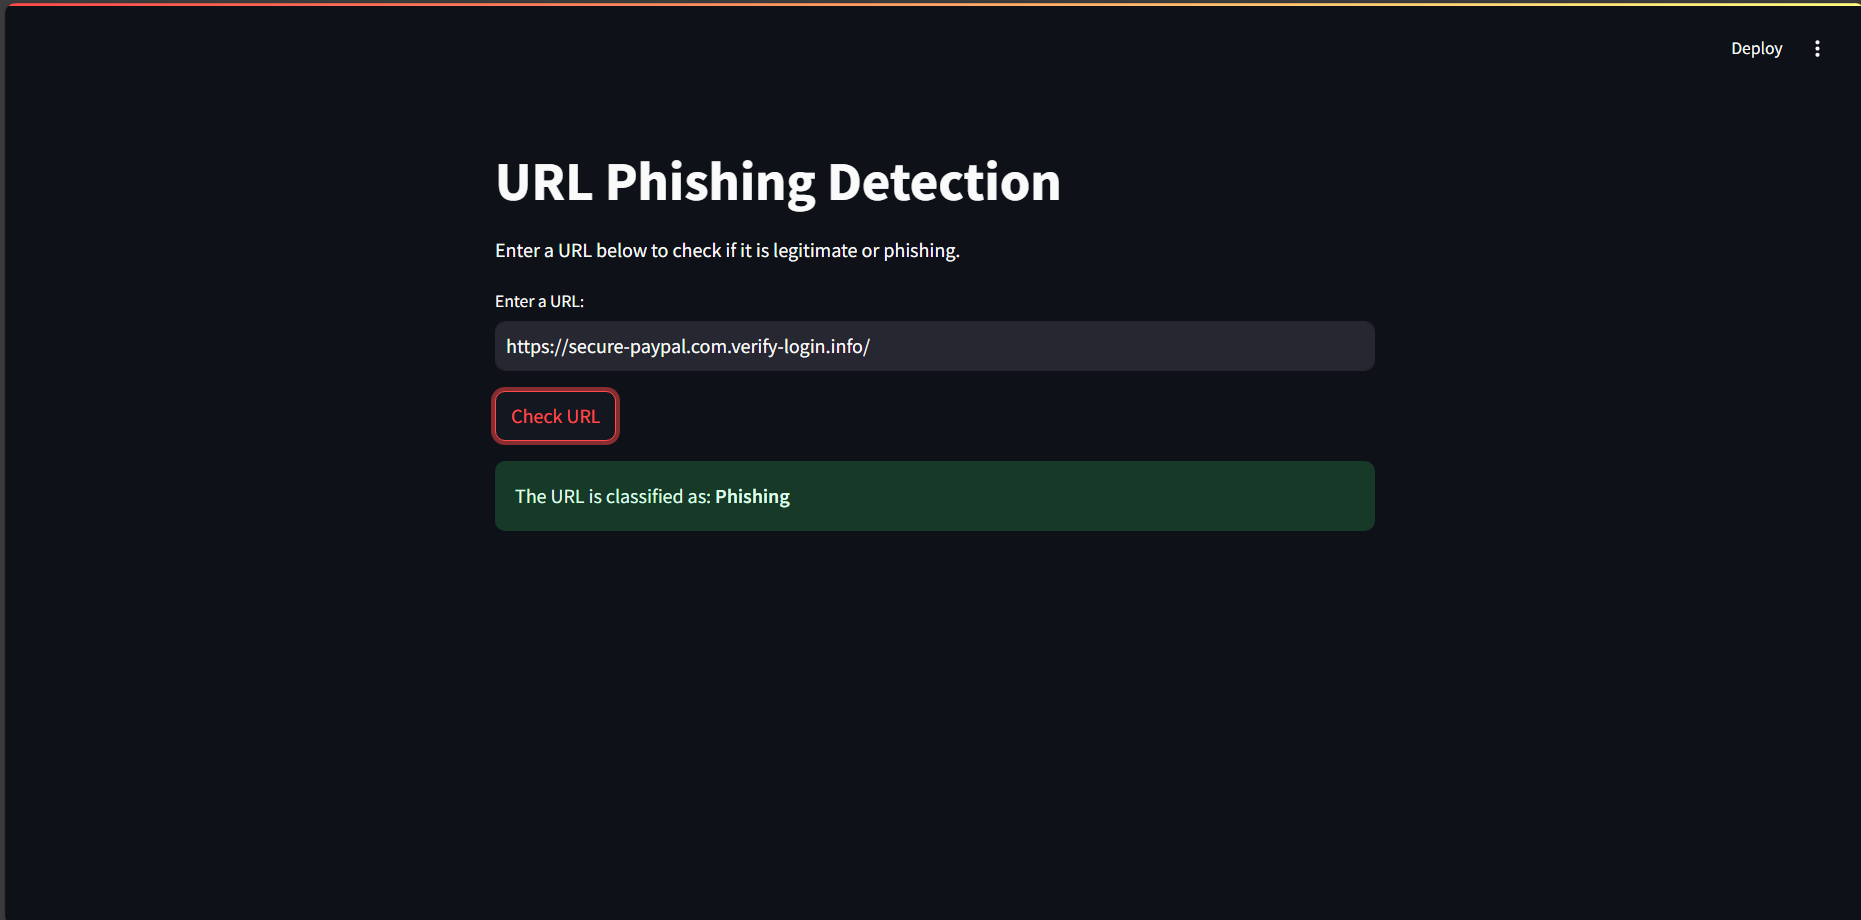 Deploy
URL Phishing Detection
Enter a URL below to check if it is legitimate or phishing.
Enter a URL:
https://secure-paypal.com.verify-login.info/
Check URL
The URL is classified as: Phishing